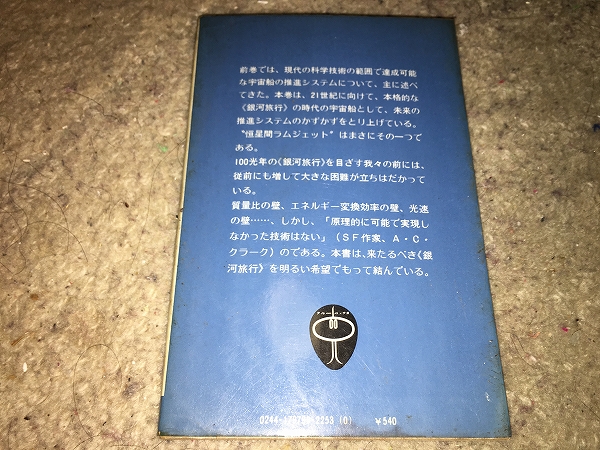 前巻では、現代の科学技術の範囲で達成可能
な宇宙船の推進システムについて、主に述べ
てきた。本巻は、21世紀に向けて、本格的な
《銀河旅行》の時代の宇宙船として、未来の
推進システムのかずかずをとり上げている。
“恒星間ラムジェット”はまさにその一つで
ある。
100光年の《銀河旅行》を目ざす我々の前には、
従前にも増して大きな困難が立ちはだかって
いる。
質量比の壁、エネルギー変換効率の壁、光速
の壁……、しかし、「原理的に可能で実現し
なかった技術はない」（ＳＦ作家、Ａ・Ｃ・
クラーク）のである。本書は、来たるべき《銀
河旅行》を明るい希望でもって結んでいる。
ブルーバックス
(0) ￥540